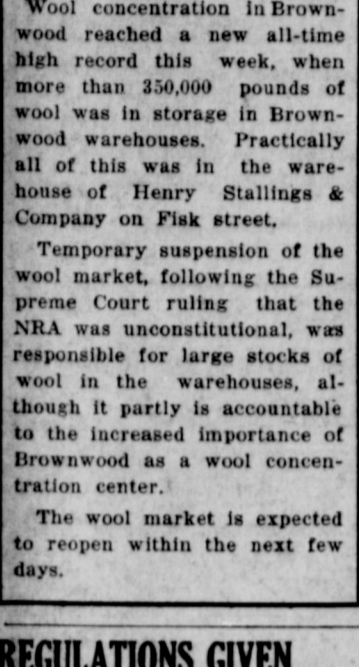 Wool concentration in Brown-
wood reached a new all-time
high record this week, when
more than 350,000 pounds of
wool was in storage in Brown-
wood warehouses. Practically
all of this was in the ware-
house of Henry Stallings &
Company on Fisk street.
Temporary suspension of the
wool market, following the Su-
preme Court ruling that the
NRA was unconstitutional, was
responsible for large stocks of
wool in the warehouses, al-
though it partly is accountable
to the increased importance of
Brownwood as a wool concen-
tration center.
The wool market is expected
to reopen within the next few
days.
REGULATIONS GIVEN